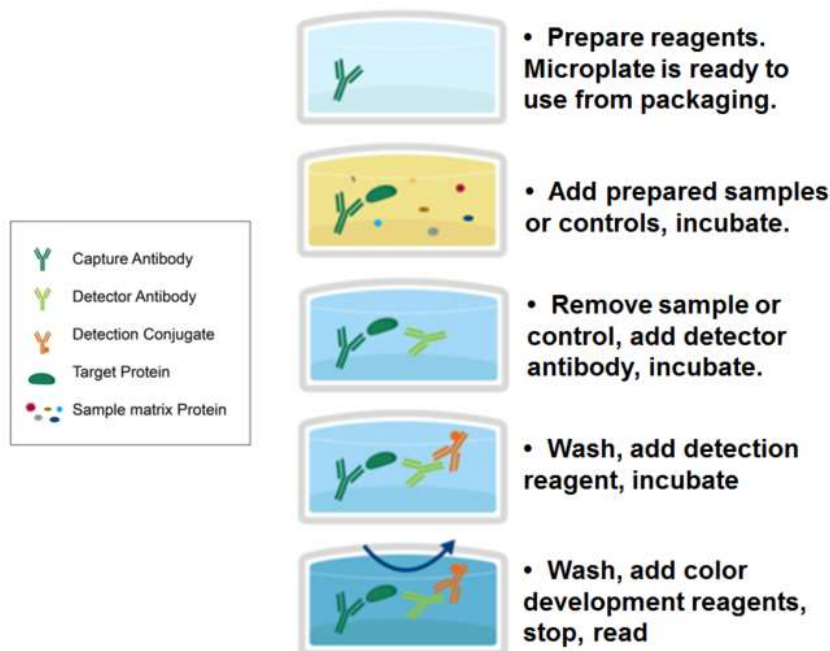 • Prepare reagents.
Microplate is ready to
use from packaging.
• Add prepared samples
or controls, incubate.
Capture Antibody
Detector Antibody
Detection Conjugate
Target Protein
Sample matrix Protein
• Remove sample or
control, add detector
antibody, incubate.
• Wash, add detection
reagent, incubate
• Wash, add color
development reagents,
stop, read